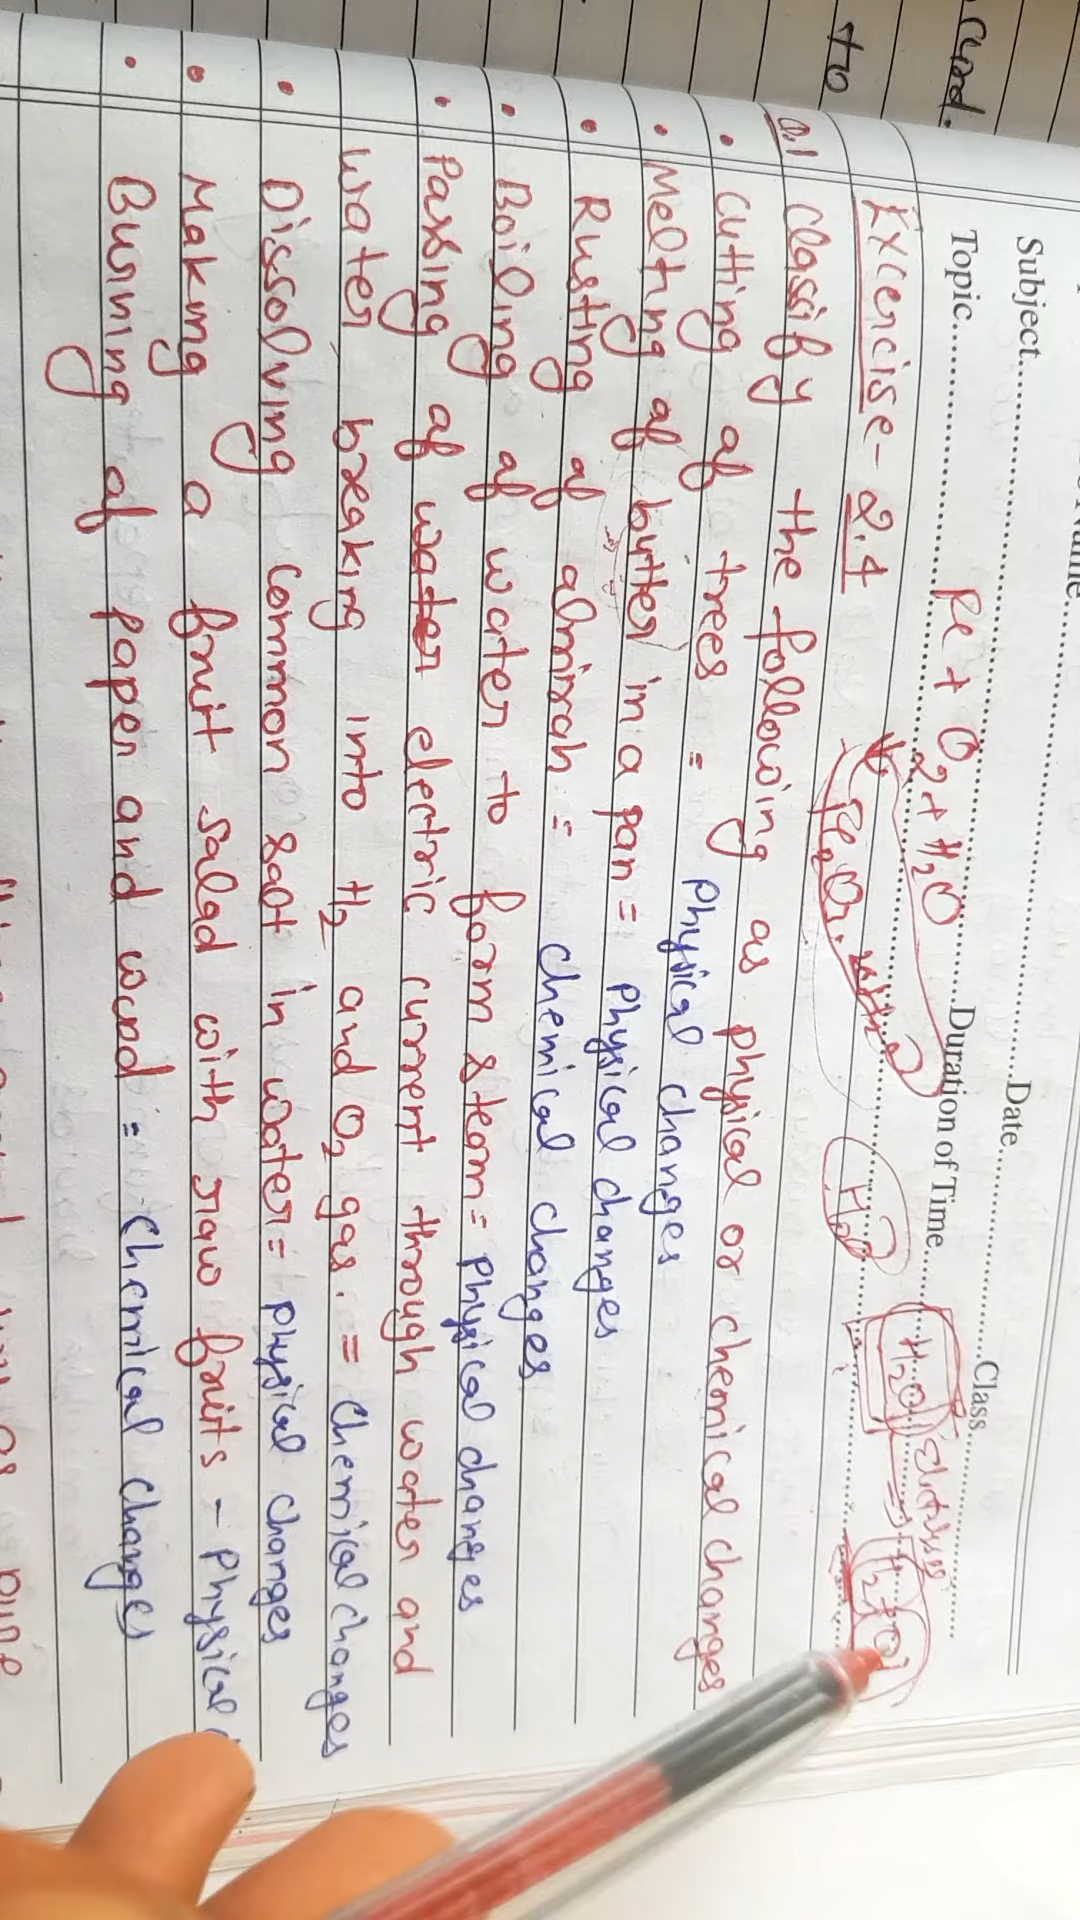 cured.
to
Subject..........Date..........Class..........
Topic..........Duration of Time..........
Fe + O2 + H2O
H2O
H2O
H2 + O2
Excercise- 2.4
Q.1 Classify the following as physical or chemical changes
• Cutting of trees = Physical changes
• Melting of butter in a pan = Physical changes
• Rusting of almirah = chemical changes
• Boiling of water to form steam = Physical changes
• Passing of water electric current through water and
water breaking into H2 and O2 gas. = Chemical changes
• Dissolving common salt in water = Physical changes
• Making a fruit salad with raw fruits - Physical
• Burning of paper and wood = Chemical changes